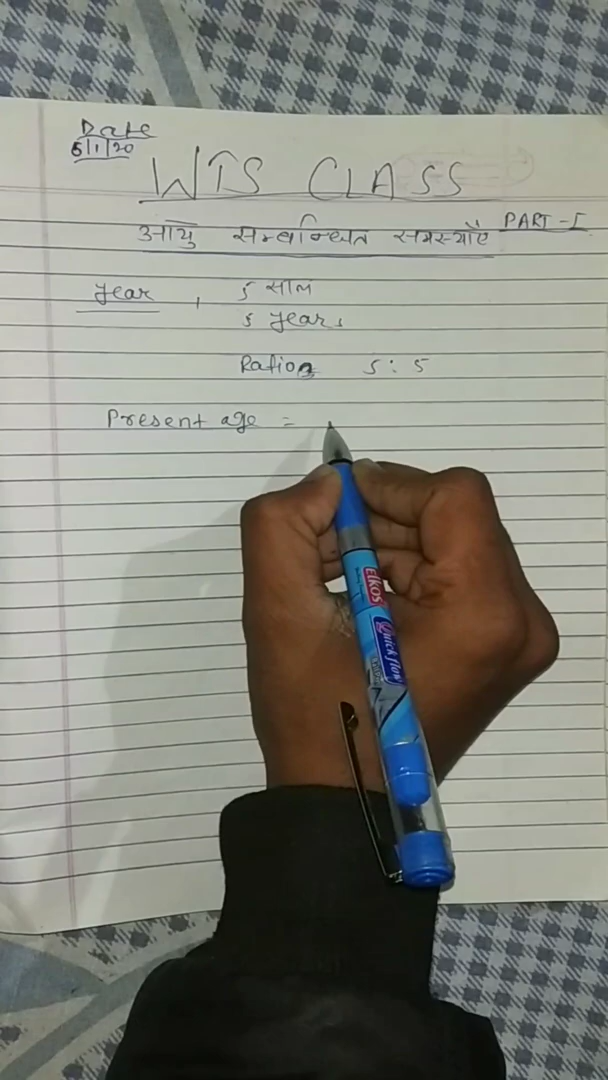 Date
5/1/20
WTS CLASS
आयु सम्बन्धित समस्याएँ PART-I
year , 5 साल
5 year
Ratio 5:5
Present age =
Elkos
Quick flow